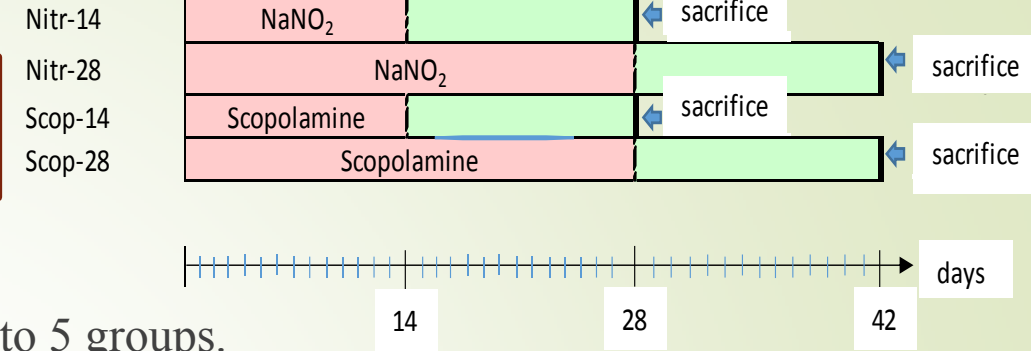 Nitr-14 NaNO₂ sacrifice
Nitr-28 NaNO₂ sacrifice
Scop-14 Scopolamine sacrifice
Scop-28 Scopolamine sacrifice
days
14 28 42
to 5 groups.